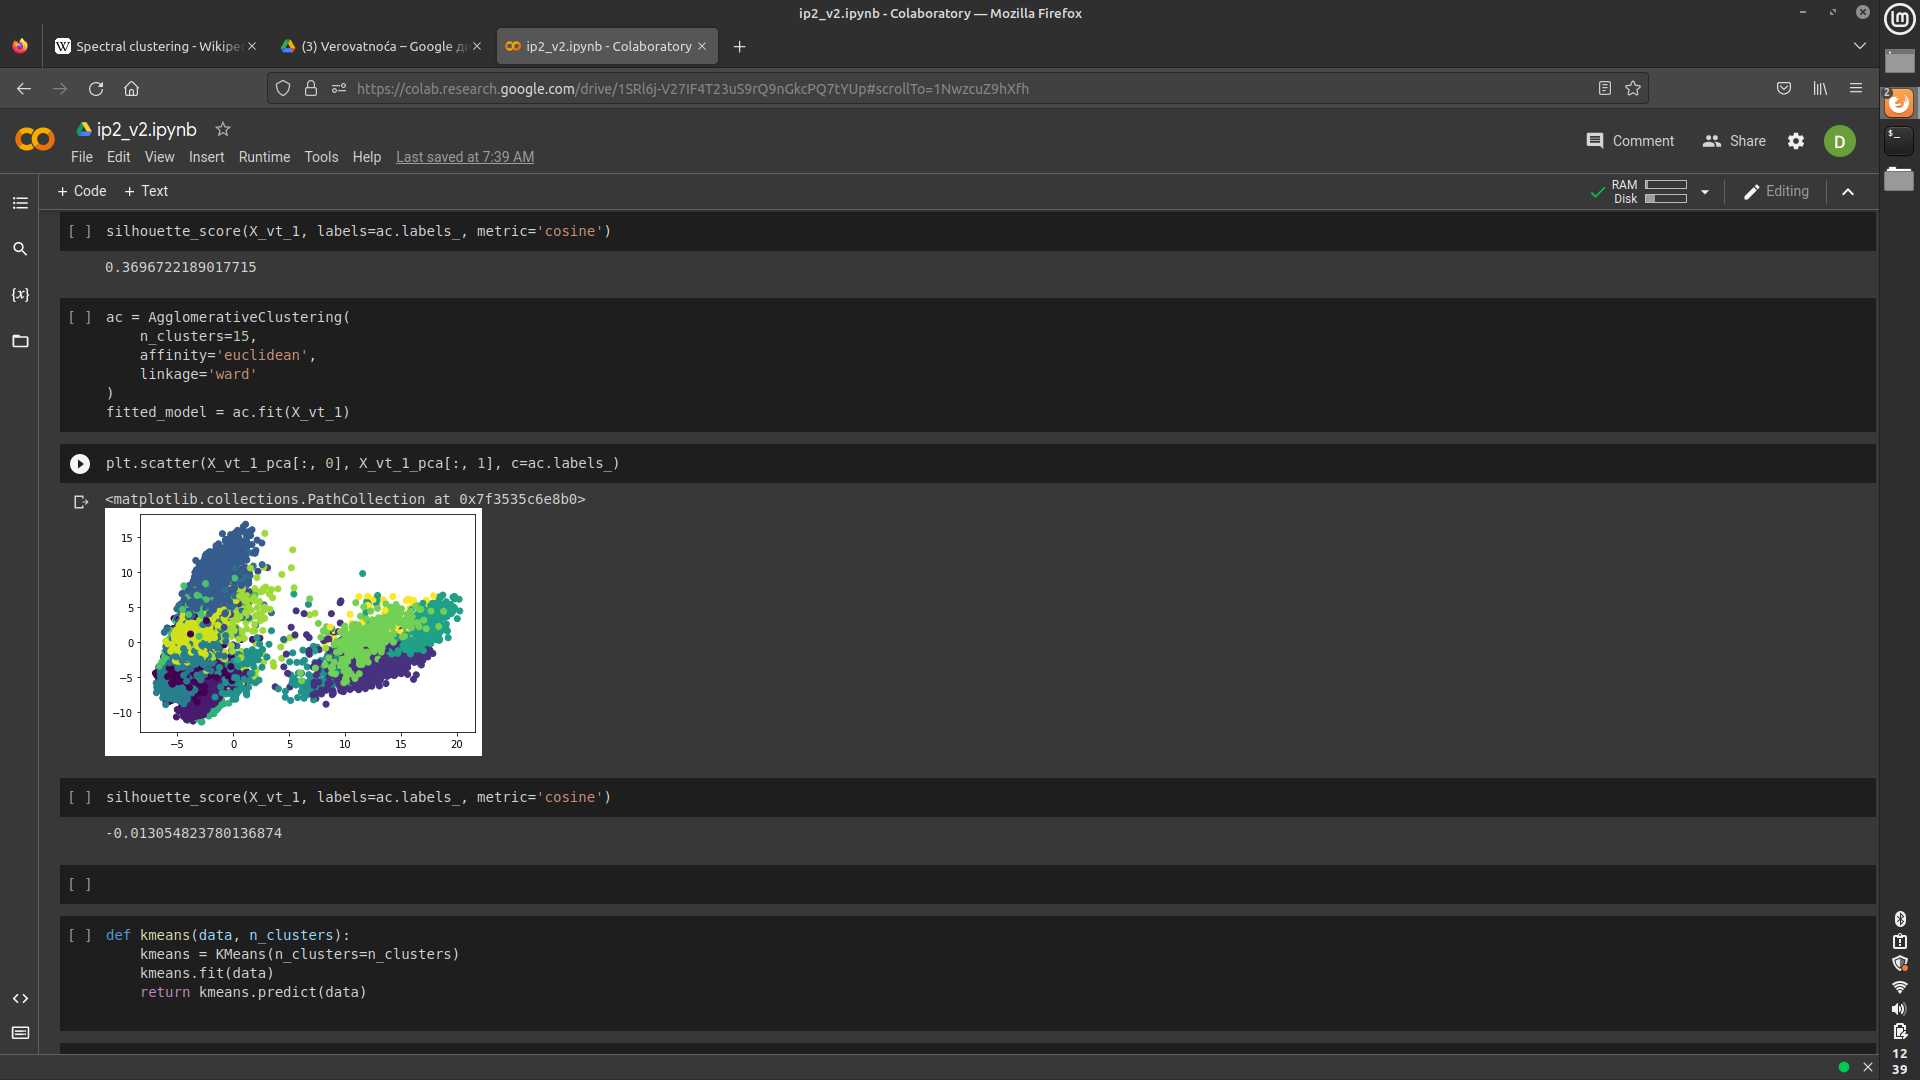 ip2_v2.ipynb - Colaboratory — Mozilla Firefox
Spectral clustering - Wikipe
(3) Verovatnoća – Google ди
ip2_v2.ipynb - Colaboratory
https://colab.research.google.com/drive/1SRl6j-V27IF4T23uS9rQ9nGkcPQ7tYUp#scrollTo=1NwzcuZ9hXfh
ip2_v2.ipynb
File Edit View Insert Runtime Tools Help Last saved at 7:39 AM
Comment Share D
+ Code + Text
RAM
Disk
Editing
[ ] silhouette_score(X_vt_1, labels=ac.labels_, metric='cosine')
0.3696722189017715
[ ] ac = AgglomerativeClustering(
n_clusters=15,
affinity='euclidean',
linkage='ward'
)
fitted_model = ac.fit(X_vt_1)
plt.scatter(X_vt_1_pca[:, 0], X_vt_1_pca[:, 1], c=ac.labels_)
<matplotlib.collections.PathCollection at 0x7f3535c6e8b0>
15
10
5
0
−5
−10
−5 0 5 10 15 20
[ ] silhouette_score(X_vt_1, labels=ac.labels_, metric='cosine')
-0.013054823780136874
[ ]
[ ] def kmeans(data, n_clusters):
kmeans = KMeans(n_clusters=n_clusters)
kmeans.fit(data)
return kmeans.predict(data)
{x}
2
$_
12
39